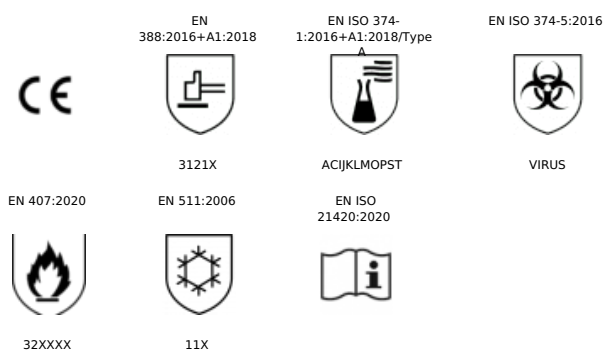 EN
388:2016+A1:2018
EN ISO 374-
1:2016+A1:2018/Type
A
EN ISO 374-5:2016
CE
3121X
ACIJKLMOPST
VIRUS
EN 407:2020
EN 511:2006
EN ISO
21420:2020
i
32XXXX
11X